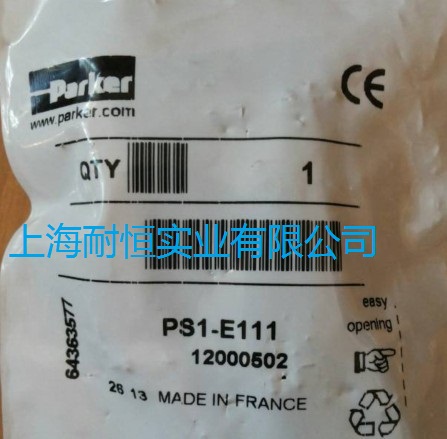 Parker
www.parker.com
CE
QTY
1
上海耐恒实业有限公司
64363577
PS1-E111
12000502
easy
opening
26 13 MADE IN FRANCE